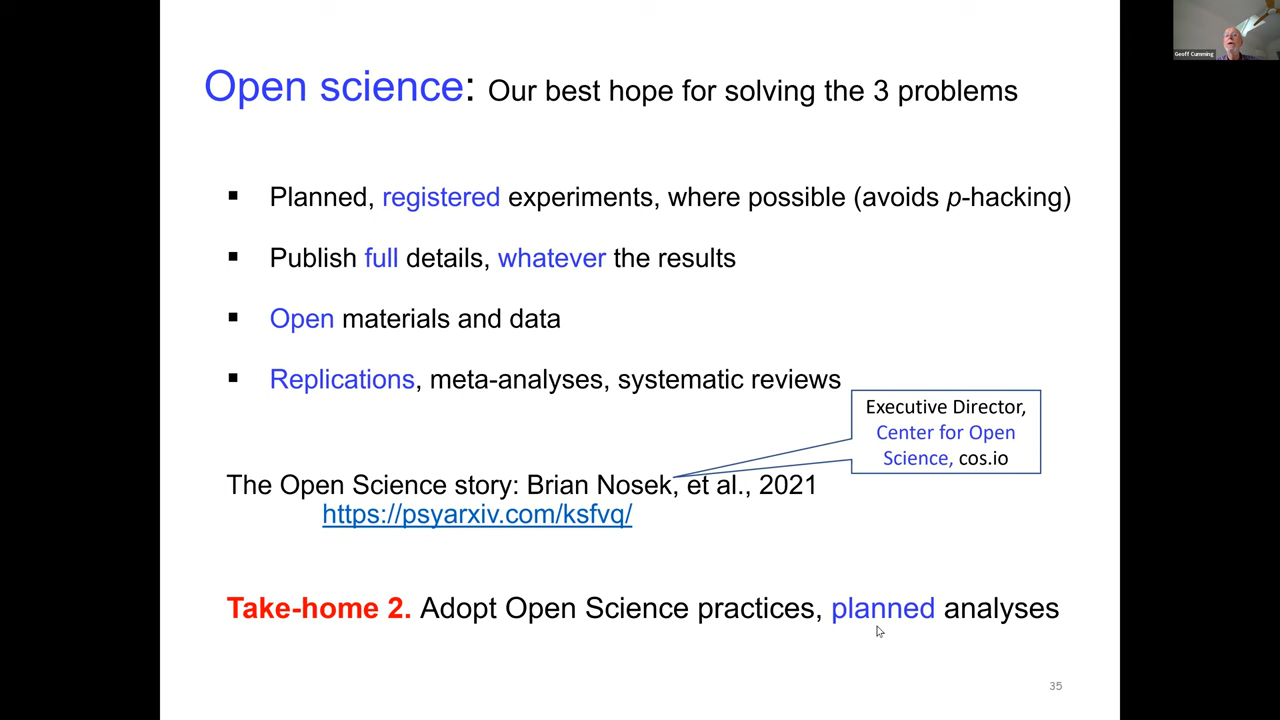 Geoff Cumming
Open science: Our best hope for solving the 3 problems
▪ Planned, registered experiments, where possible (avoids p-hacking)
▪ Publish full details, whatever the results
▪ Open materials and data
▪ Replications, meta-analyses, systematic reviews
Executive Director,
Center for Open
Science, cos.io
The Open Science story: Brian Nosek, et al., 2021
https://psyarxiv.com/ksfvq/
Take-home 2. Adopt Open Science practices, planned analyses
35